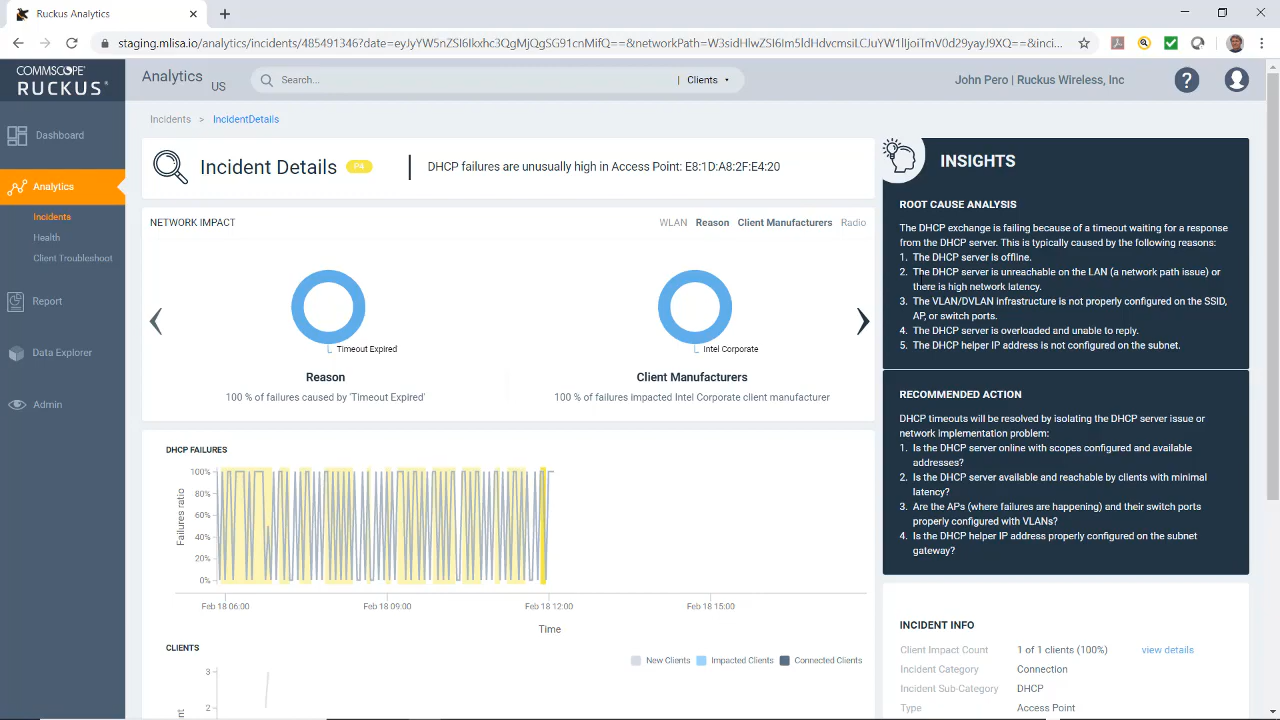 Ruckus Analytics
staging.mlisa.io/analytics/incidents/485491346?date=eyJyYW5nZSI6Imxhc3QgMjQgSG91cnMifQ==&networkPath=W3sidHlwZSI6Im5ldHdvcmsiLCJuYW1lIjoiTmV0d29yayJ9XQ==&inci...
COMMSCOPE®
RUCKUS®
Analytics
US
Search...
Clients
John Pero | Ruckus Wireless, Inc
?
Dashboard
Analytics
Incidents
Health
Client Troubleshoot
Report
Data Explorer
Admin
Incidents > IncidentDetails
Incident Details P4
DHCP failures are unusually high in Access Point: E8:1D:A8:2F:E4:20
NETWORK IMPACT
WLAN Reason Client Manufacturers Radio
Timeout Expired
Reason
100 % of failures caused by 'Timeout Expired'
Intel Corporate
Client Manufacturers
100 % of failures impacted Intel Corporate client manufacturer
DHCP FAILURES
Failures ratio
100%
80%
60%
40%
20%
0%
Feb 18 06:00 Feb 18 09:00 Feb 18 12:00 Feb 18 15:00
Time
CLIENTS
New Clients Impacted Clients Connected Clients
3
2
INSIGHTS
ROOT CAUSE ANALYSIS
The DHCP exchange is failing because of a timeout waiting for a response
from the DHCP server. This is typically caused by the following reasons:
1. The DHCP server is offline.
2. The DHCP server is unreachable on the LAN (a network path issue) or
there is high network latency.
3. The VLAN/DVLAN infrastructure is not properly configured on the SSID,
AP, or switch ports.
4. The DHCP server is overloaded and unable to reply.
5. The DHCP helper IP address is not configured on the subnet.
RECOMMENDED ACTION
DHCP timeouts will be resolved by isolating the DHCP server issue or
network implementation problem:
1. Is the DHCP server online with scopes configured and available
addresses?
2. Is the DHCP server available and reachable by clients with minimal
latency?
3. Are the APs (where failures are happening) and their switch ports
properly configured with VLANs?
4. Is the DHCP helper IP address properly configured on the subnet
gateway?
INCIDENT INFO
Client Impact Count 1 of 1 clients (100%) view details
Incident Category Connection
Incident Sub-Category DHCP
Type Access Point